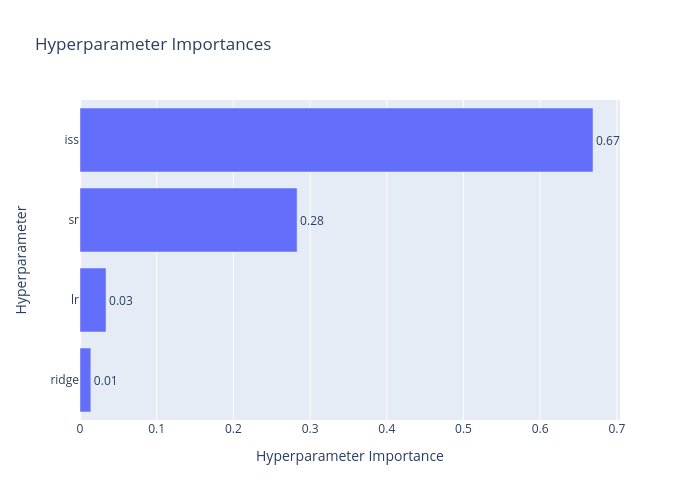 Hyperparameter Importances
Hyperparameter
iss
0.67
sr
0.28
lr
0.03
ridge
0.01
0 0.1 0.2 0.3 0.4 0.5 0.6 0.7
Hyperparameter Importance